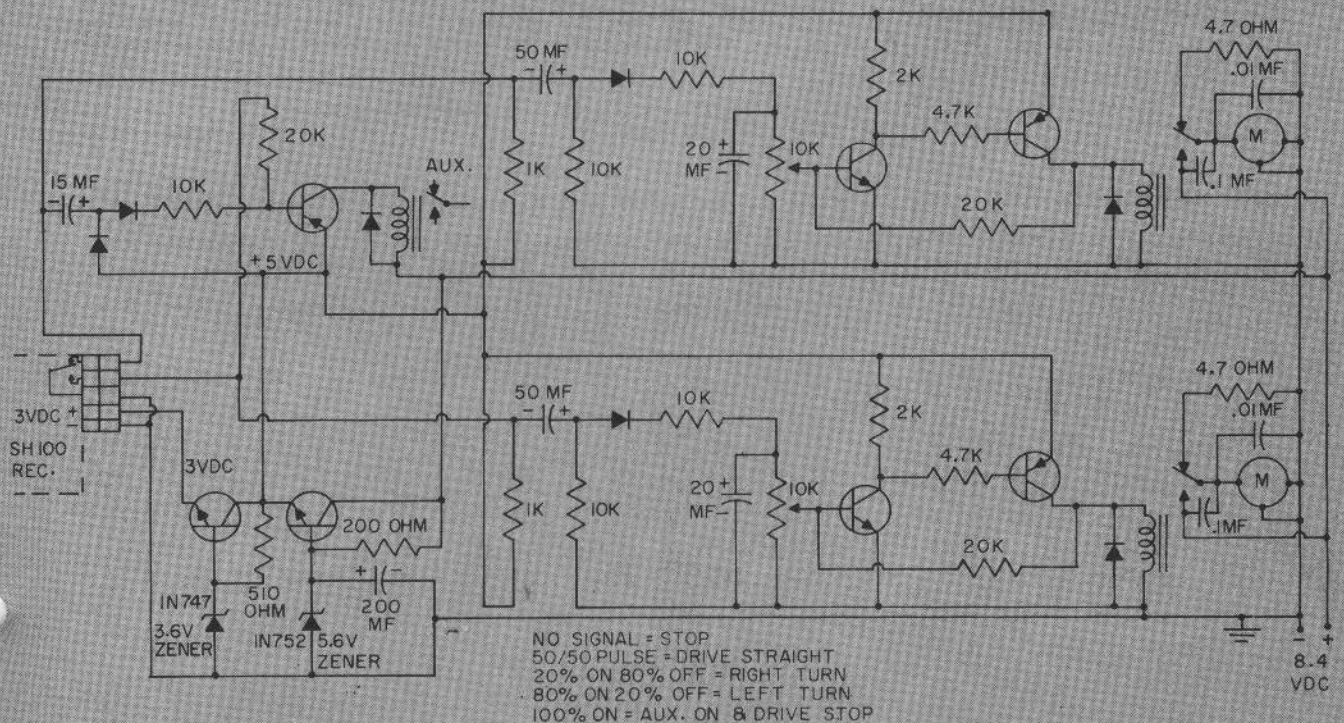 4.7 OHM
.01 MF
50 MF
10K
2K
4.7K
20K
AUX.
1K
10K
20 +
MF -
10K
M
.1 MF
15 MF
10K
20K
+ 5 VDC
4.7 OHM
.01 MF
50 MF
10K
2K
4.7K
3VDC +
-
SH 100
REC.
3VDC
1K
10K
20 +
MF -
10K
M
.1 MF
20K
200 OHM
+ -
200
MF
510
OHM
IN747
3.6V
ZENER
IN752
5.6V
ZENER
NO SIGNAL = STOP
50/50 PULSE = DRIVE STRAIGHT
20% ON 80% OFF = RIGHT TURN
80% ON 20% OFF = LEFT TURN
100% ON = AUX. ON & DRIVE STOP
- +
8.4
VDC